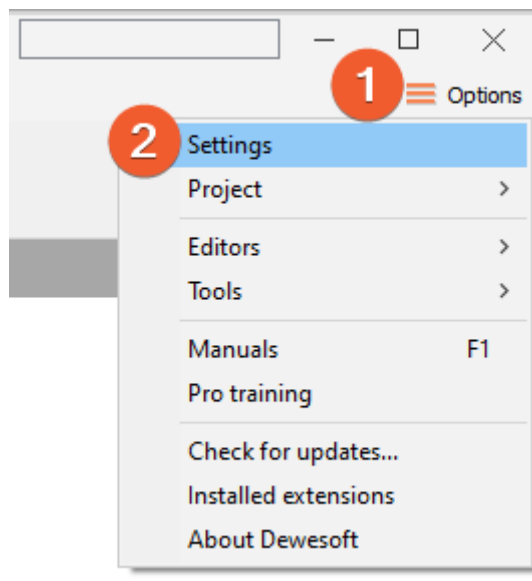 1
Options
2
Settings
Project
Editors
Tools
Manuals F1
Pro training
Check for updates...
Installed extensions
About Dewesoft